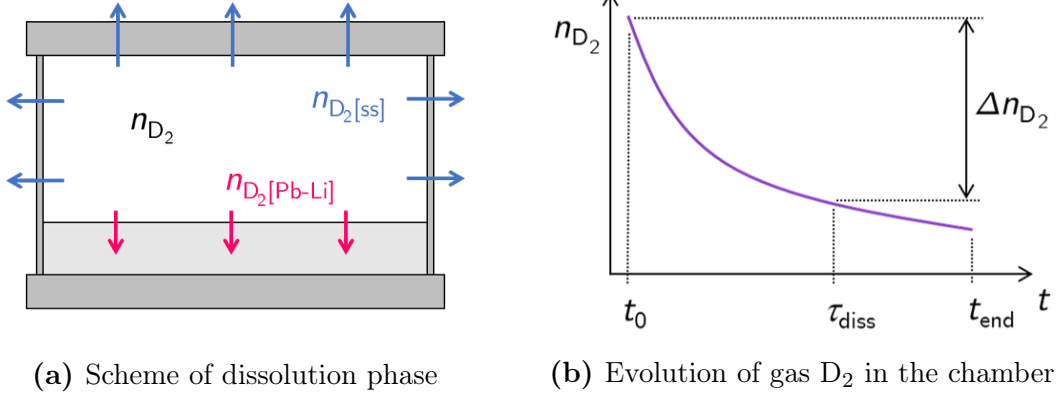 n_D₂
n_D₂[ss]
n_D₂[Pb-Li]
(a) Scheme of dissolution phase
n_D₂
Δn_D₂
t₀
τ_diss
t_end
t
(b) Evolution of gas D₂ in the chamber